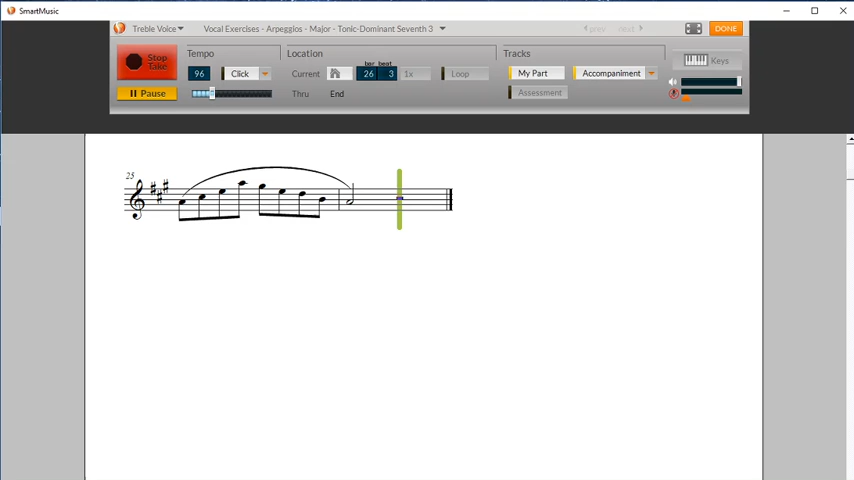 SmartMusic
Treble Voice
Vocal Exercises - Arpeggios - Major - Tonic-Dominant Seventh 3
prev
next
DONE
Stop
Take
Pause
Tempo
96
Click
Location
bar beat
Current
26 3
1x
Loop
Thru
End
Tracks
My Part
Accompaniment
Assessment
Keys
25